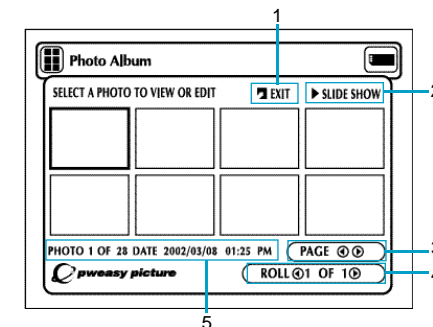 1
Photo Album
SELECT A PHOTO TO VIEW OR EDIT EXIT SLIDE SHOW
PHOTO 1 OF 28 DATE 2002/03/08 01:25 PM PAGE
pweasy picture ROLL 1 OF 1
5